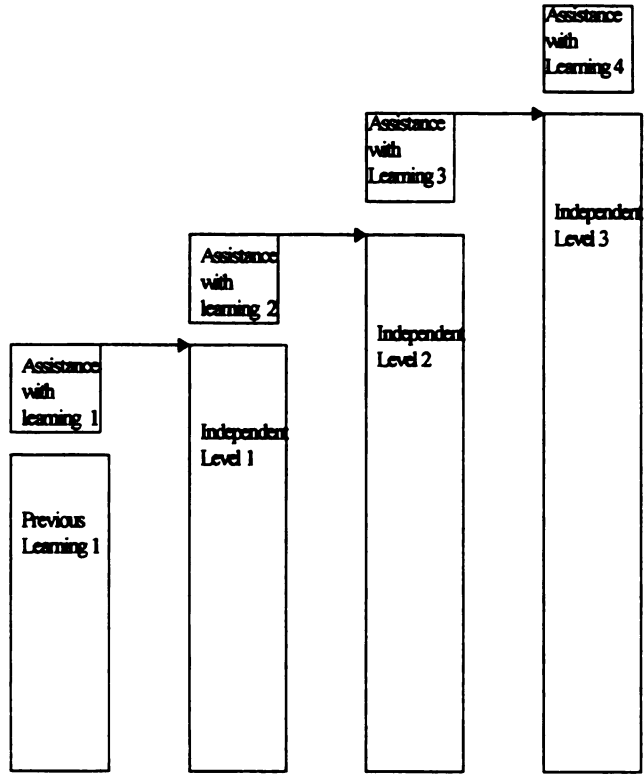 Assistance
with
Learning 4
Assistance
with
Learning 3
Independent
Level 3
Assistance
with
learning 2
Independent
Level 2
Assistance
with
learning 1
Independent
Level 1
Previous
Learning 1